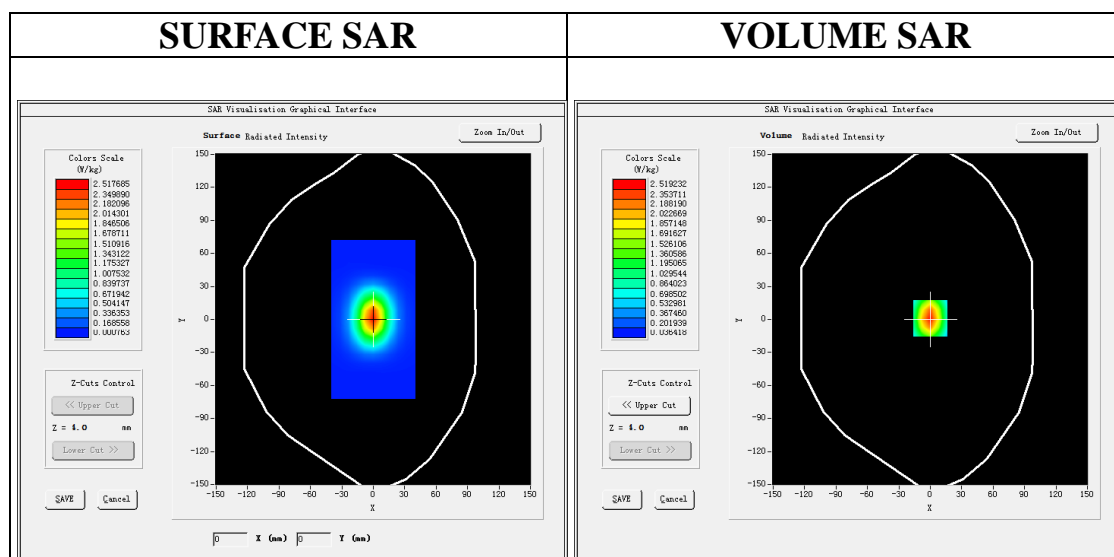 SURFACE SAR
VOLUME SAR
SAR Visualisation Graphical Interface
Surface Radiated Intensity
Zoom In/Out
Colors Scale
(W/kg)
2.517685
2.349890
2.182096
2.014301
1.846506
1.678711
1.510916
1.343122
1.175327
1.007532
0.839737
0.671942
0.504147
0.336353
0.168558
0.000763
150
120
90
60
30
0
-30
-60
-90
-120
-150
Y
-150 -120 -90 -60 -30 0 30 60 90 120 150
X
Z-Cuts Control
<< Upper Cut
Z = 4.0 mm
Lower Cut >>
SAVE Cancel
0 X (mm) 0 Y (mm)
SAR Visualisation Graphical Interface
Volume Radiated Intensity
Zoom In/Out
Colors Scale
(W/kg)
2.519232
2.353711
2.188190
2.022669
1.857148
1.691627
1.526106
1.360586
1.195065
1.029544
0.864023
0.698502
0.532981
0.367460
0.201939
0.036418
150
120
90
60
30
0
-30
-60
-90
-120
-150
Y
-150 -120 -90 -60 -30 0 30 60 90 120 150
X
Z-Cuts Control
<< Upper Cut
Z = 4.0 mm
Lower Cut >>
SAVE Cancel